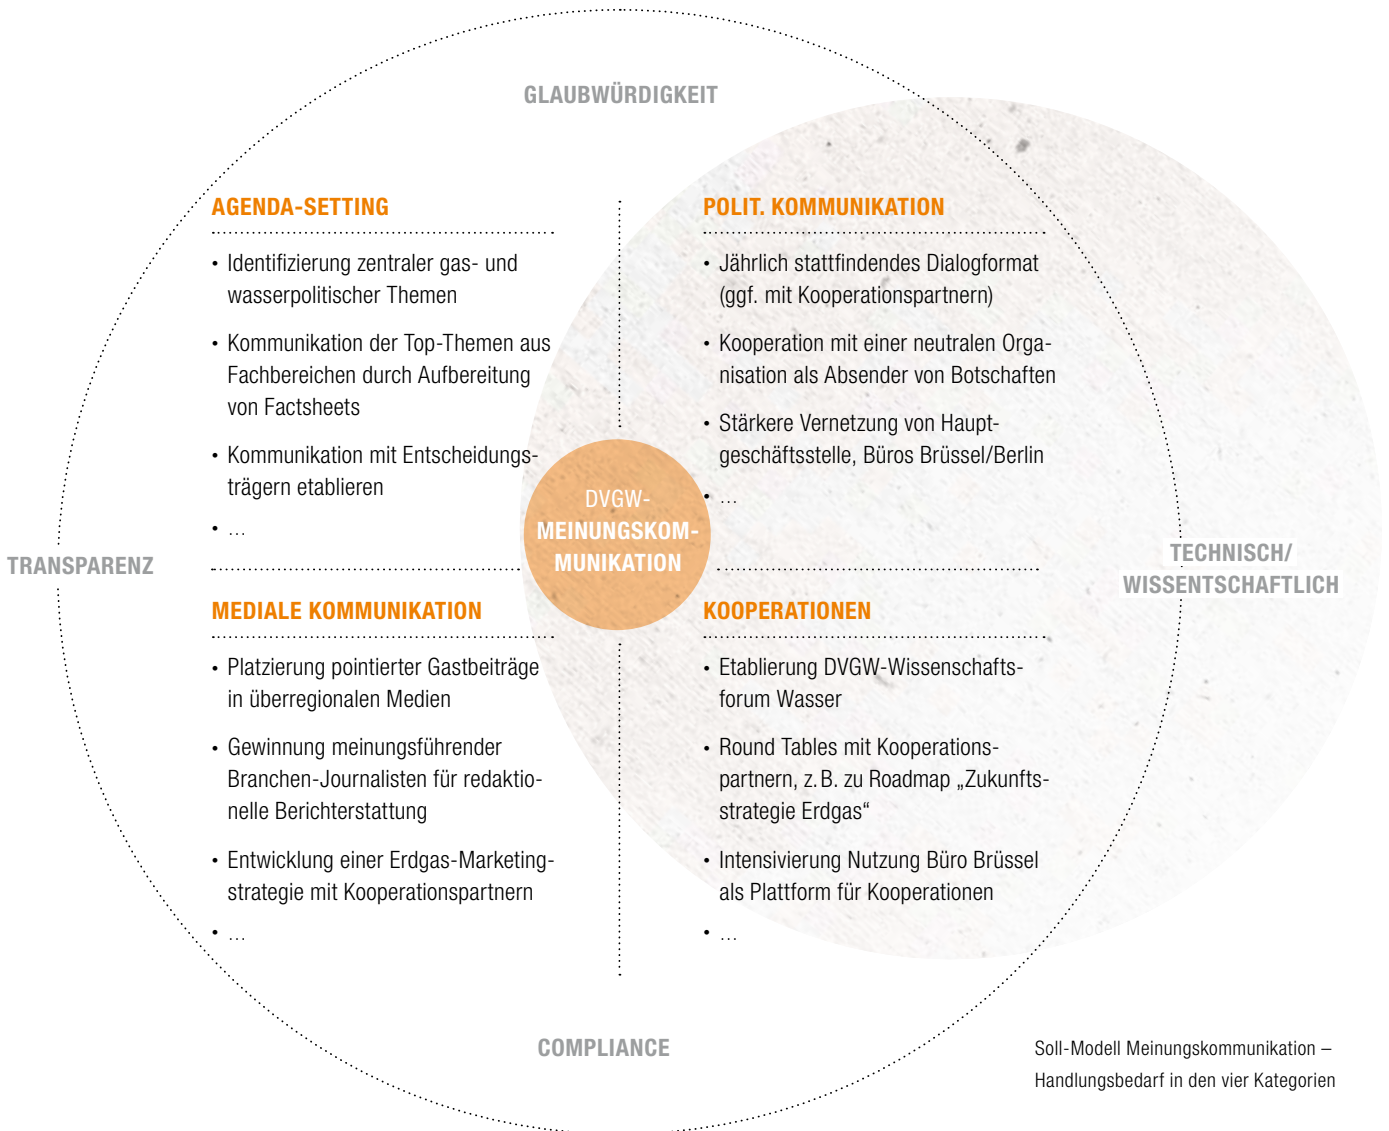 GLAUBWÜRDIGKEIT
AGENDA-SETTING
• Identifizierung zentraler gas- und
wasserpolitischer Themen
• Kommunikation der Top-Themen aus
Fachbereichen durch Aufbereitung
von Factsheets
• Kommunikation mit Entscheidungs-
trägern etablieren
• ...
POLIT. KOMMUNIKATION
• Jährlich stattfindendes Dialogformat
(ggf. mit Kooperationspartnern)
• Kooperation mit einer neutralen Orga-
nisation als Absender von Botschaften
• Stärkere Vernetzung von Haupt-
geschäftsstelle, Büros Brüssel/Berlin
• ...
DVGW-
MEINUNGSKOM-
MUNIKATION
TRANSPARENZ
TECHNISCH/
WISSENTSCHAFTLICH
MEDIALE KOMMUNIKATION
• Platzierung pointierter Gastbeiträge
in überregionalen Medien
• Gewinnung meinungsführender
Branchen-Journalisten für redaktio-
nelle Berichterstattung
• Entwicklung einer Erdgas-Marketing-
strategie mit Kooperationspartnern
• ...
KOOPERATIONEN
• Etablierung DVGW-Wissenschafts-
forum Wasser
• Round Tables mit Kooperations-
partnern, z. B. zu Roadmap „Zukunfts-
strategie Erdgas“
• Intensivierung Nutzung Büro Brüssel
als Plattform für Kooperationen
• ...
COMPLIANCE
Soll-Modell Meinungskommunikation –
Handlungsbedarf in den vier Kategorien